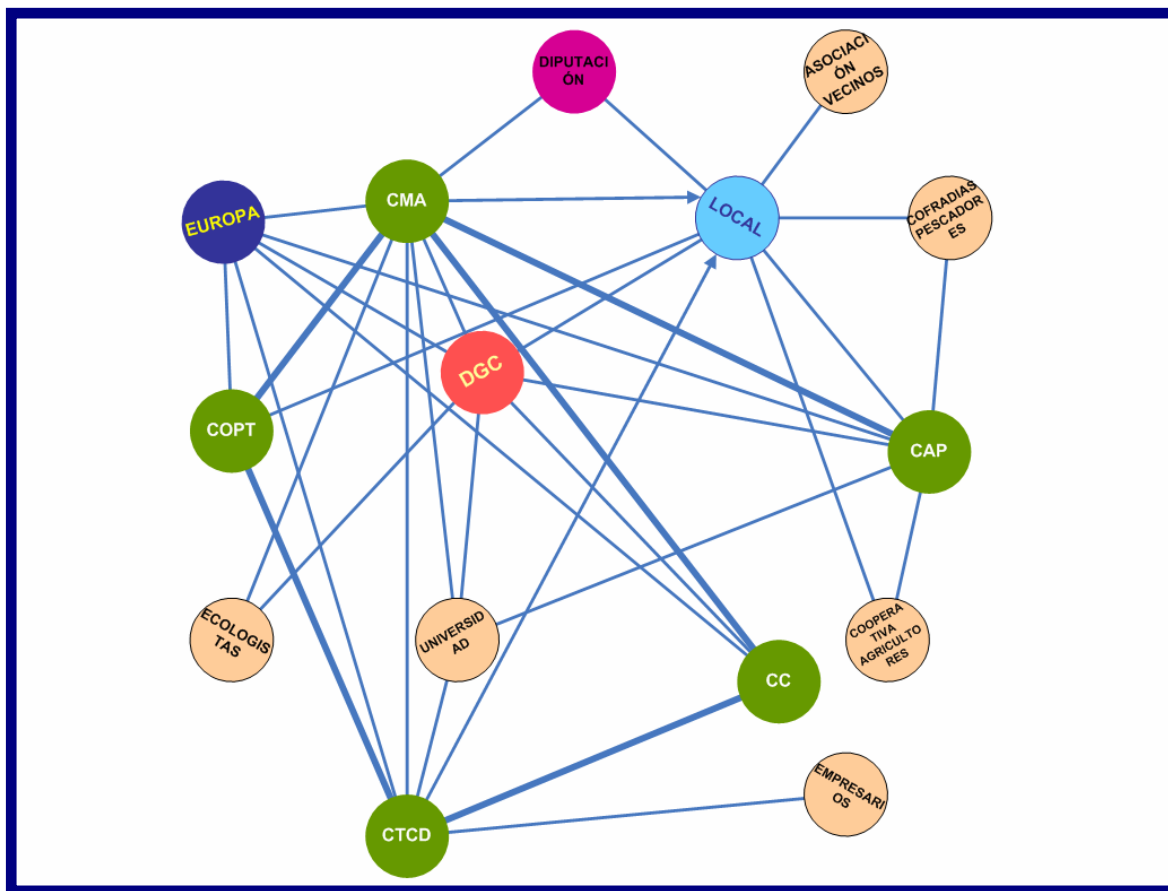 DIPUTACI
ÓN
ASOCIACI
ÓN
VECINOS
EUROPA
CMA
LOCAL
COFRADIAS
PESCADOR
ES
DGC
COPT
CAP
ECOLOGIS
TAS
UNIVERSID
AD
COOPERA
TIVA
AGRICULTO
RES
CC
EMPRESARI
OS
CTCD